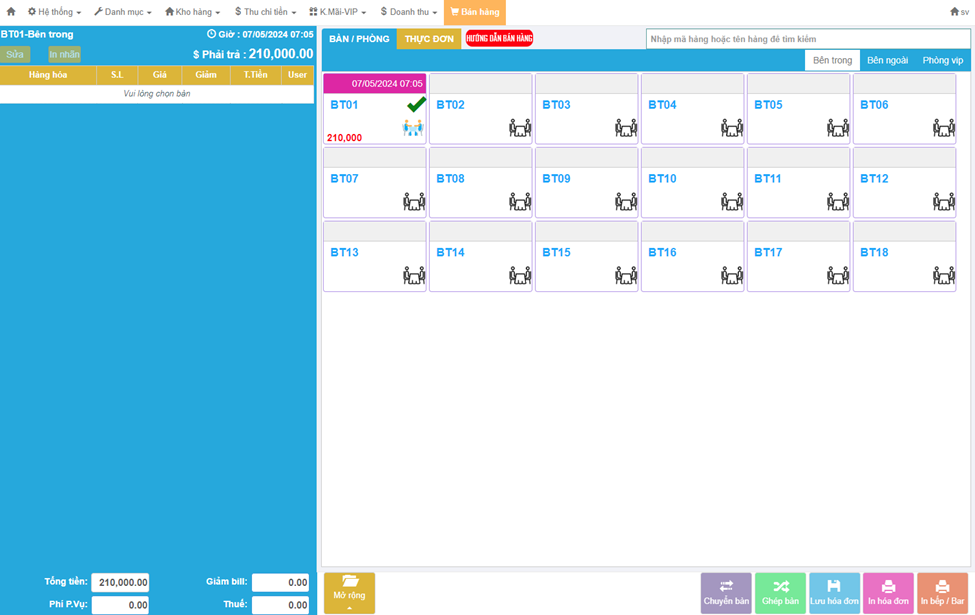 Hệ thống Danh mục Kho hàng $ Thu chi tiền K.Mãi-VIP $ Doanh thu Bán hàng sv
BT01-Bên trong Giờ : 07/05/2024 07:05
Sửa In nhãn $ Phải trả : 210,000.00
Hàng hóa S.L Giá Giảm T.Tiền User
Vui lòng chọn bàn
BÀN / PHÒNG THỰC ĐƠN HƯỚNG DẪN BÁN HÀNG Nhập mã hàng hoặc tên hàng để tìm kiếm
Bên trong Bên ngoài Phòng vip
07/05/2024 07:05
BT01 BT02 BT03 BT04 BT05 BT06
210,000
BT07 BT08 BT09 BT10 BT11 BT12
BT13 BT14 BT15 BT16 BT17 BT18
Tổng tiền: 210,000.00 Giảm bill: 0.00
Phí P.Vụ: 0.00 Thuế: 0.00
Mở rộng
Chuyển bàn Ghép bàn Lưu hóa đơn In hóa đơn In bếp / Bar